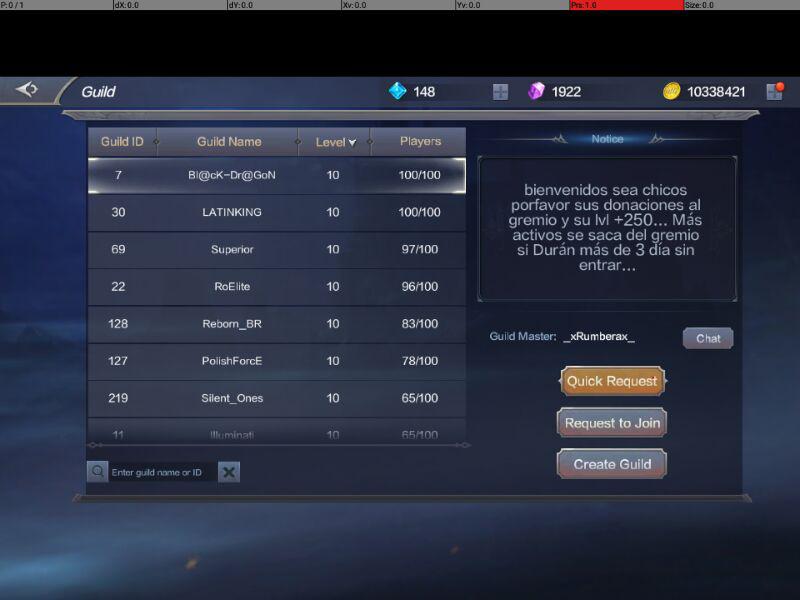 P: 0 / 1 dX: 0.0 dY: 0.0 Xv: 0.0 Yv: 0.0 Prs: 1.0 Size: 0.0
Guild 148 1922 10338421
Guild ID Guild Name Level Players
7 Bl@cK-Dr@GoN 10 100/100
30 LATINKING 10 100/100
69 Superior 10 97/100
22 RoElite 10 96/100
128 Reborn_BR 10 83/100
127 PolishForcE 10 78/100
219 Silent_Ones 10 65/100
11 Illuminati 10 65/100
Enter guild name or ID
Notice
bienvenidos sea chicos
porfavor sus donaciones al
gremio y su lvl +250... Más
activos se saca del gremio
si Durán más de 3 día sin
entrar...
Guild Master: _xRumberax_ Chat
Quick Request
Request to Join
Create Guild